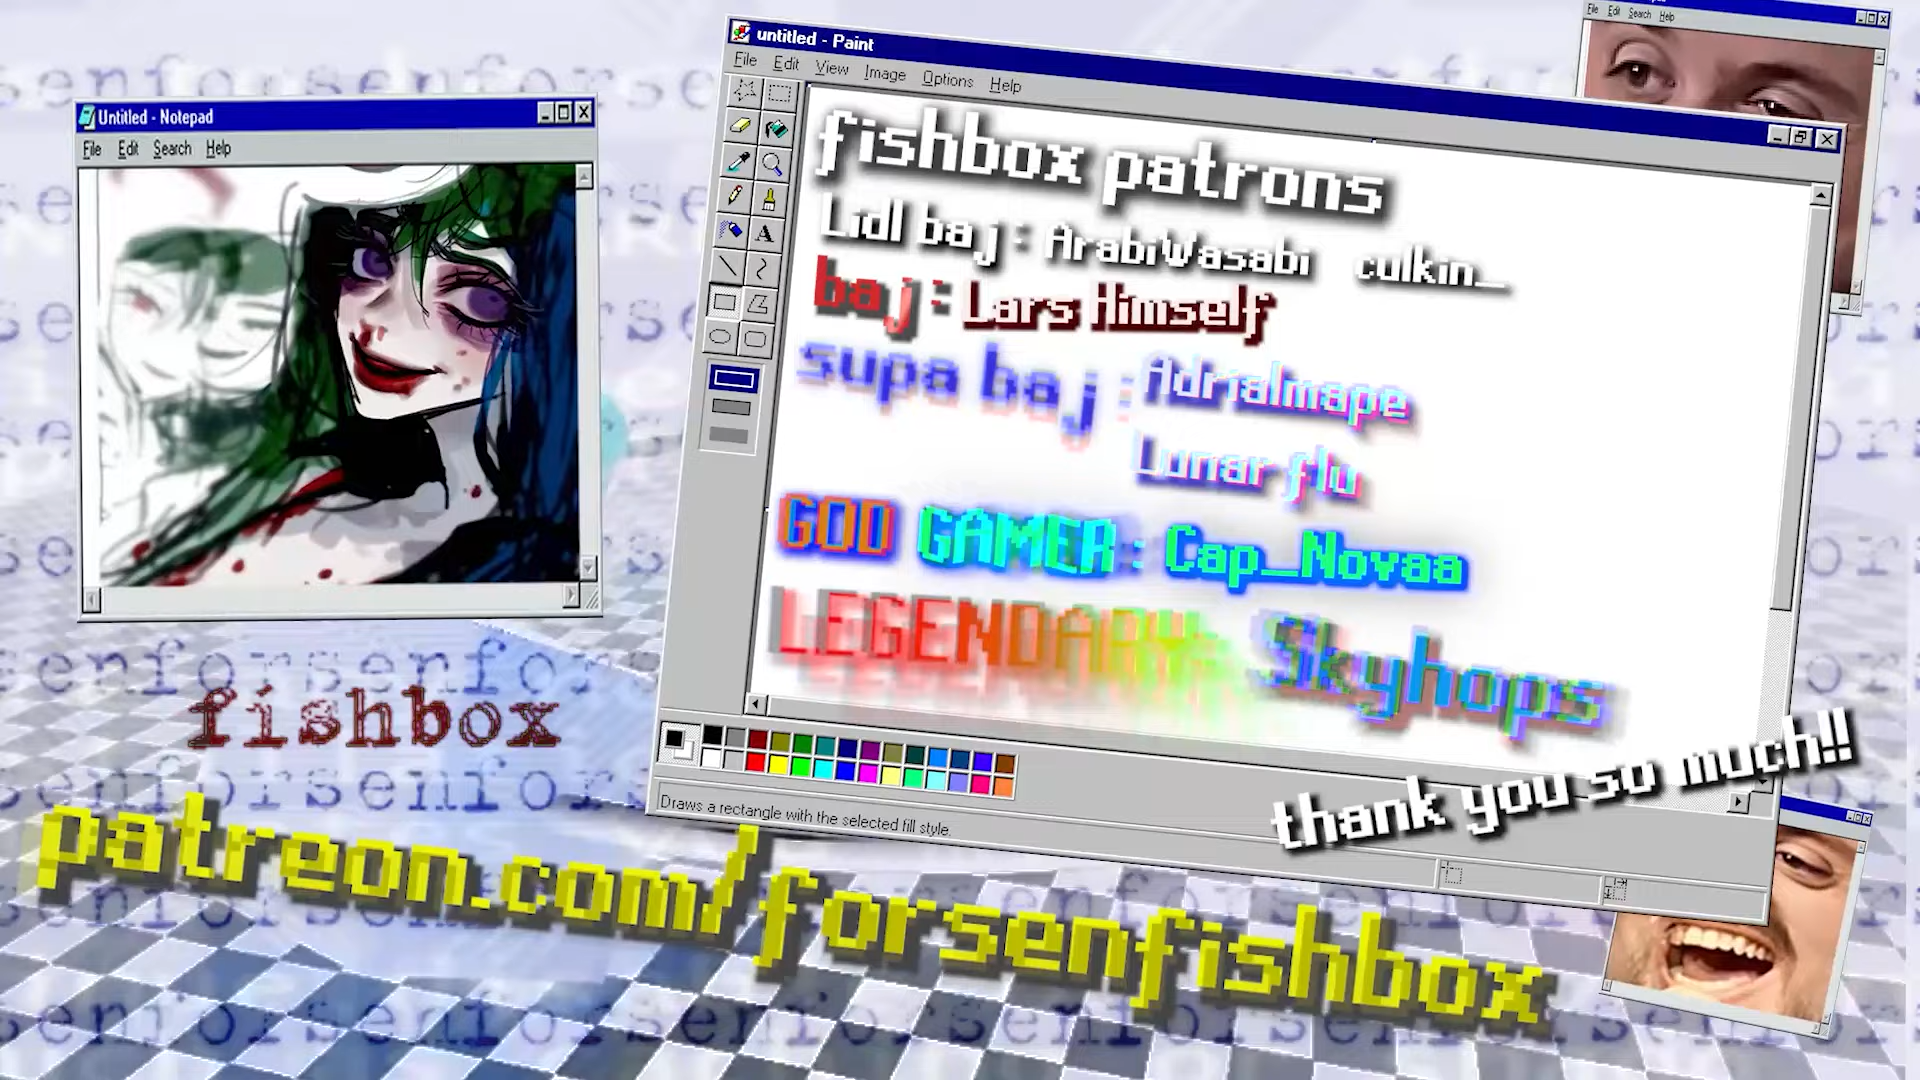 Untitled - Notepad
File Edit Search Help
fishbox
patreon.com/forsenfishbox
untitled - Paint
File Edit View Image Options Help
fishbox patrons
Lidl baj : ArabiWasabi culkin_
baj : Lars Himself
supa baj : Adrialmape
Lunar flu
GOD GAMER : Cap_Novaa
LEGENDARY: Skyhops
thank you so much!!
Draws a rectangle with the selected fill style.
File Edit Search Help
senforsenforsen